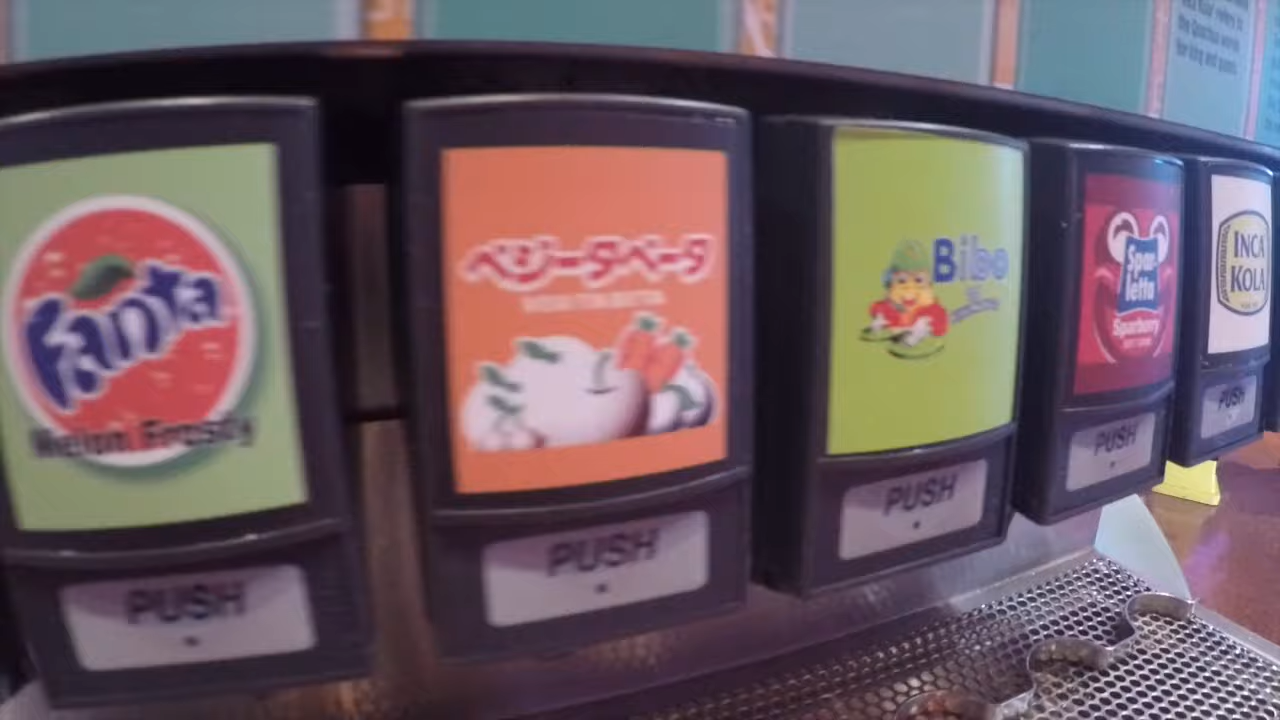 Fanta
Melon Frosty
PUSH
ベジータベータ
VEGITABETA
PUSH
Bibo
PUSH
Spar-
letta
Sparberry
PUSH
INCA
KOLA
PUSH